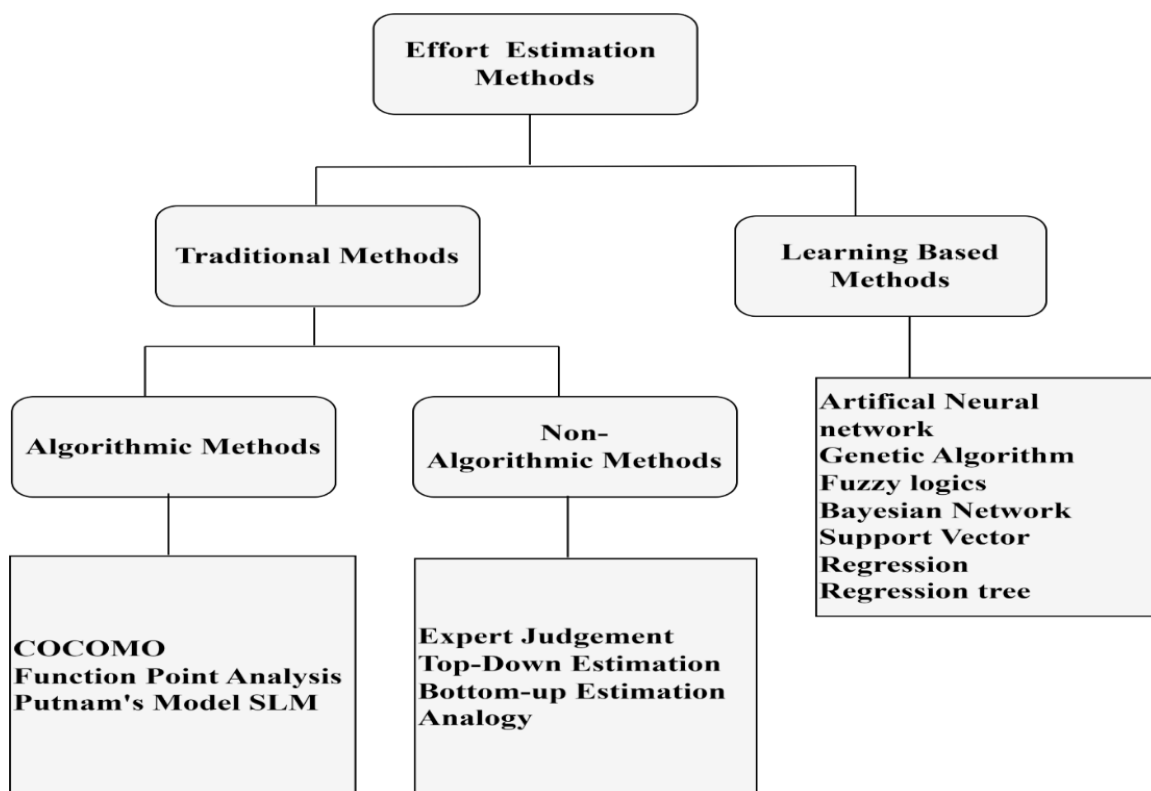 Effort Estimation
Methods
Traditional Methods
Learning Based
Methods
Algorithmic Methods
Non-
Algorithmic Methods
Artifical Neural
network
Genetic Algorithm
Fuzzy logics
Bayesian Network
Support Vector
Regression
Regression tree
COCOMO
Function Point Analysis
Putnam's Model SLM
Expert Judgement
Top-Down Estimation
Bottom-up Estimation
Analogy